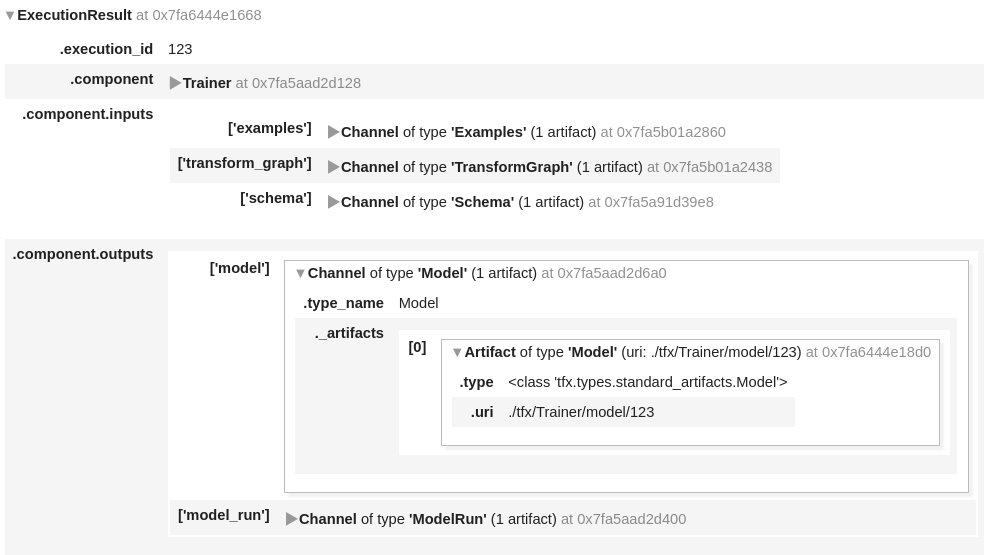 ▼ExecutionResult at 0x7fa6444e1668
.execution_id 123
.component ▶Trainer at 0x7fa5aad2d128
.component.inputs
['examples'] ▶Channel of type 'Examples' (1 artifact) at 0x7fa5b01a2860
['transform_graph'] ▶Channel of type 'TransformGraph' (1 artifact) at 0x7fa5b01a2438
['schema'] ▶Channel of type 'Schema' (1 artifact) at 0x7fa5a91d39e8
.component.outputs
['model'] ▼Channel of type 'Model' (1 artifact) at 0x7fa5aad2d6a0
.type_name Model
._artifacts
[0] ▼Artifact of type 'Model' (uri: ./tfx/Trainer/model/123) at 0x7fa6444e18d0
.type <class 'tfx.types.standard_artifacts.Model'>
.uri ./tfx/Trainer/model/123
['model_run'] ▶Channel of type 'ModelRun' (1 artifact) at 0x7fa5aad2d400